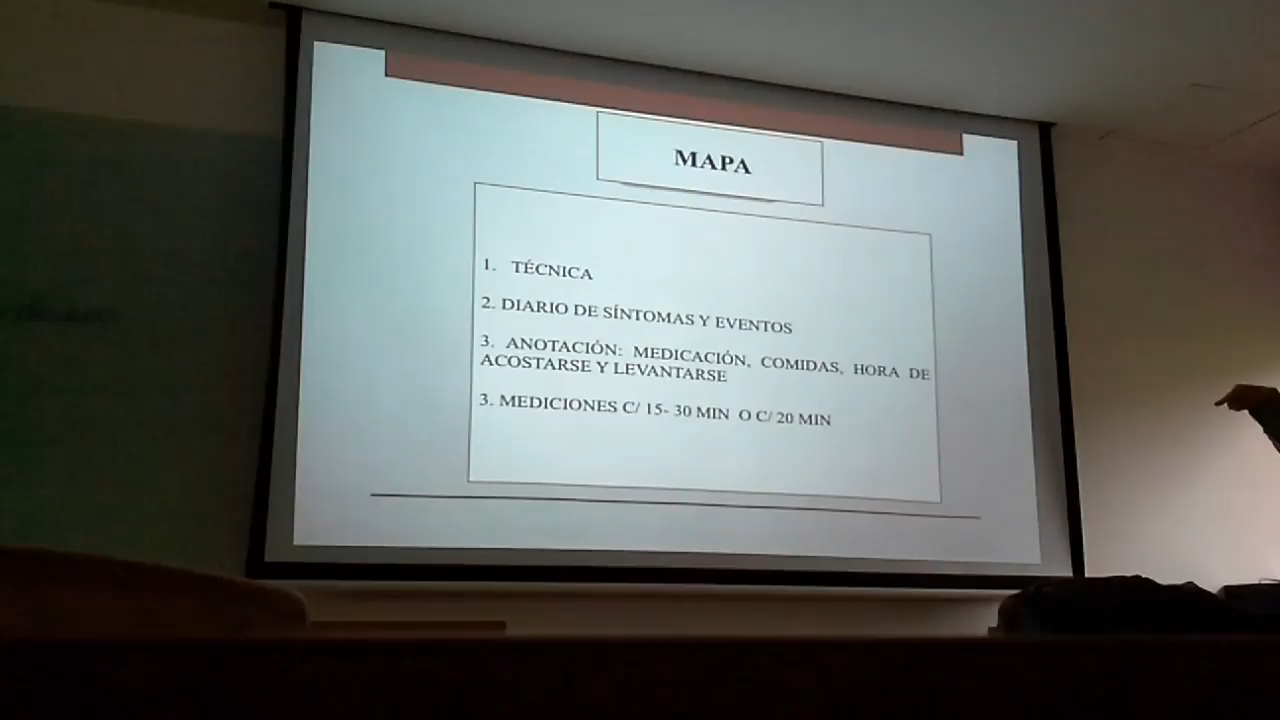 MAPA
1. TÉCNICA
2. DIARIO DE SÍNTOMAS Y EVENTOS
3. ANOTACIÓN: MEDICACIÓN, COMIDAS, HORA DE
ACOSTARSE Y LEVANTARSE
3. MEDICIONES C/ 15- 30 MIN O C/ 20 MIN